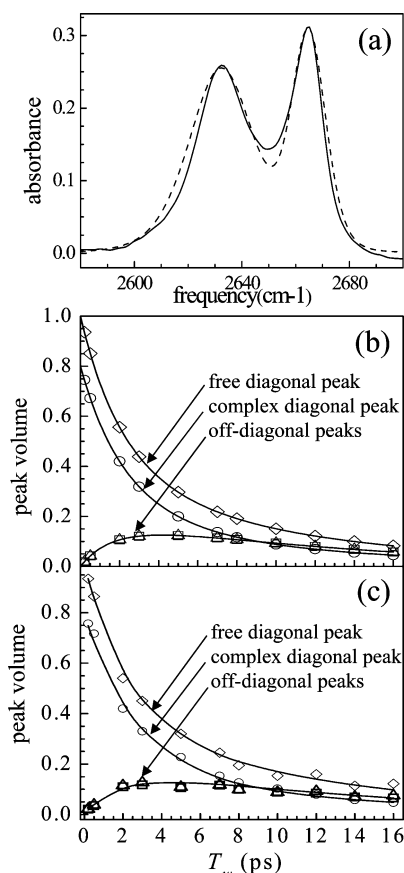 (a)
0.3
0.2
0.1
0.0
absorbance
2600
2640
2680
frequency(cm-1)
(b)
1.0
0.8
0.6
0.4
0.2
0.0
peak volume
free diagonal peak
complex diagonal peak
off-diagonal peaks
(c)
0.8
0.6
0.4
0.2
0.0
peak volume
free diagonal peak
complex diagonal peak
off-diagonal peaks
0 2 4 6 8 10 12 14 16
(ps)